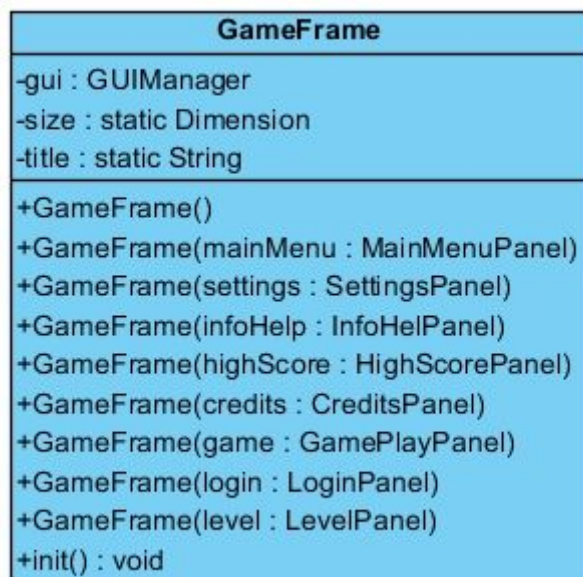 GameFrame
-gui : GUIManager
-size : static Dimension
-title : static String
+GameFrame()
+GameFrame(mainMenu : MainMenuPanel)
+GameFrame(settings : SettingsPanel)
+GameFrame(infoHelp : InfoHelPanel)
+GameFrame(highScore : HighScorePanel)
+GameFrame(credits : CreditsPanel)
+GameFrame(game : GamePlayPanel)
+GameFrame(login : LoginPanel)
+GameFrame(level : LevelPanel)
+init() : void